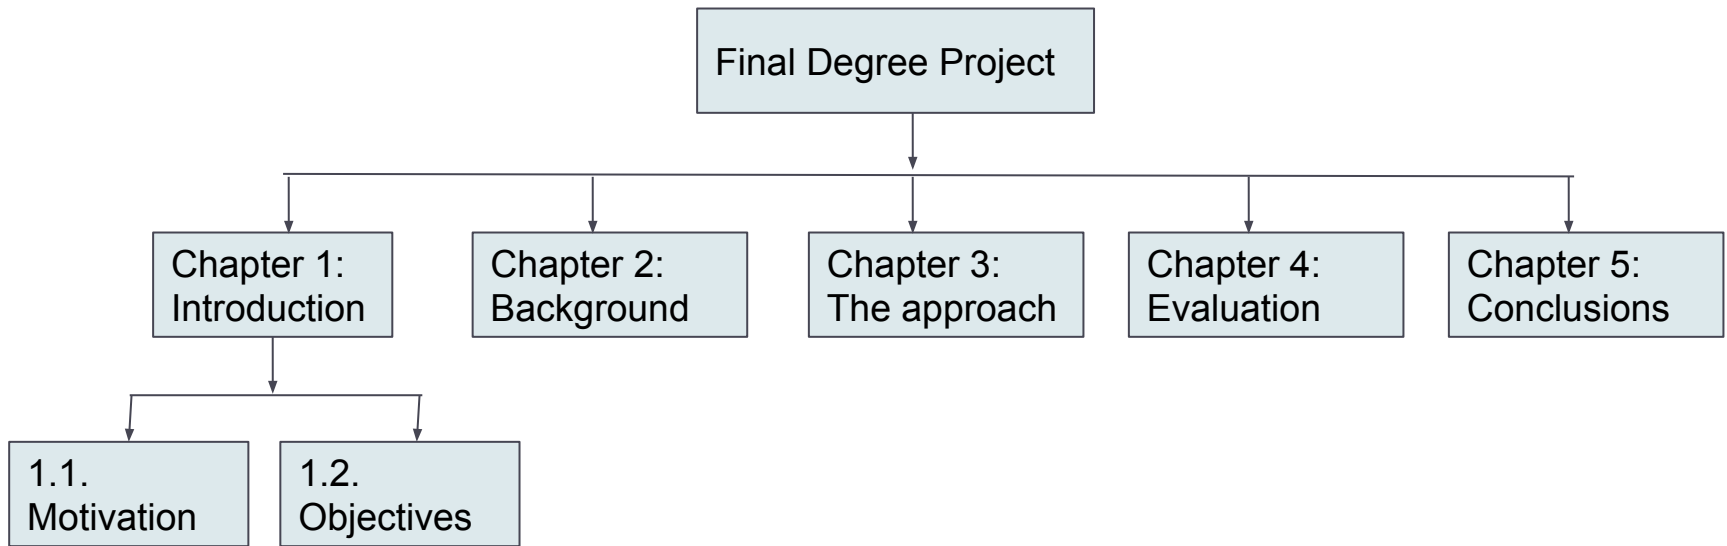 Final Degree Project
Chapter 1:
Introduction
Chapter 2:
Background
Chapter 3:
The approach
Chapter 4:
Evaluation
Chapter 5:
Conclusions
1.1.
Motivation
1.2.
Objectives